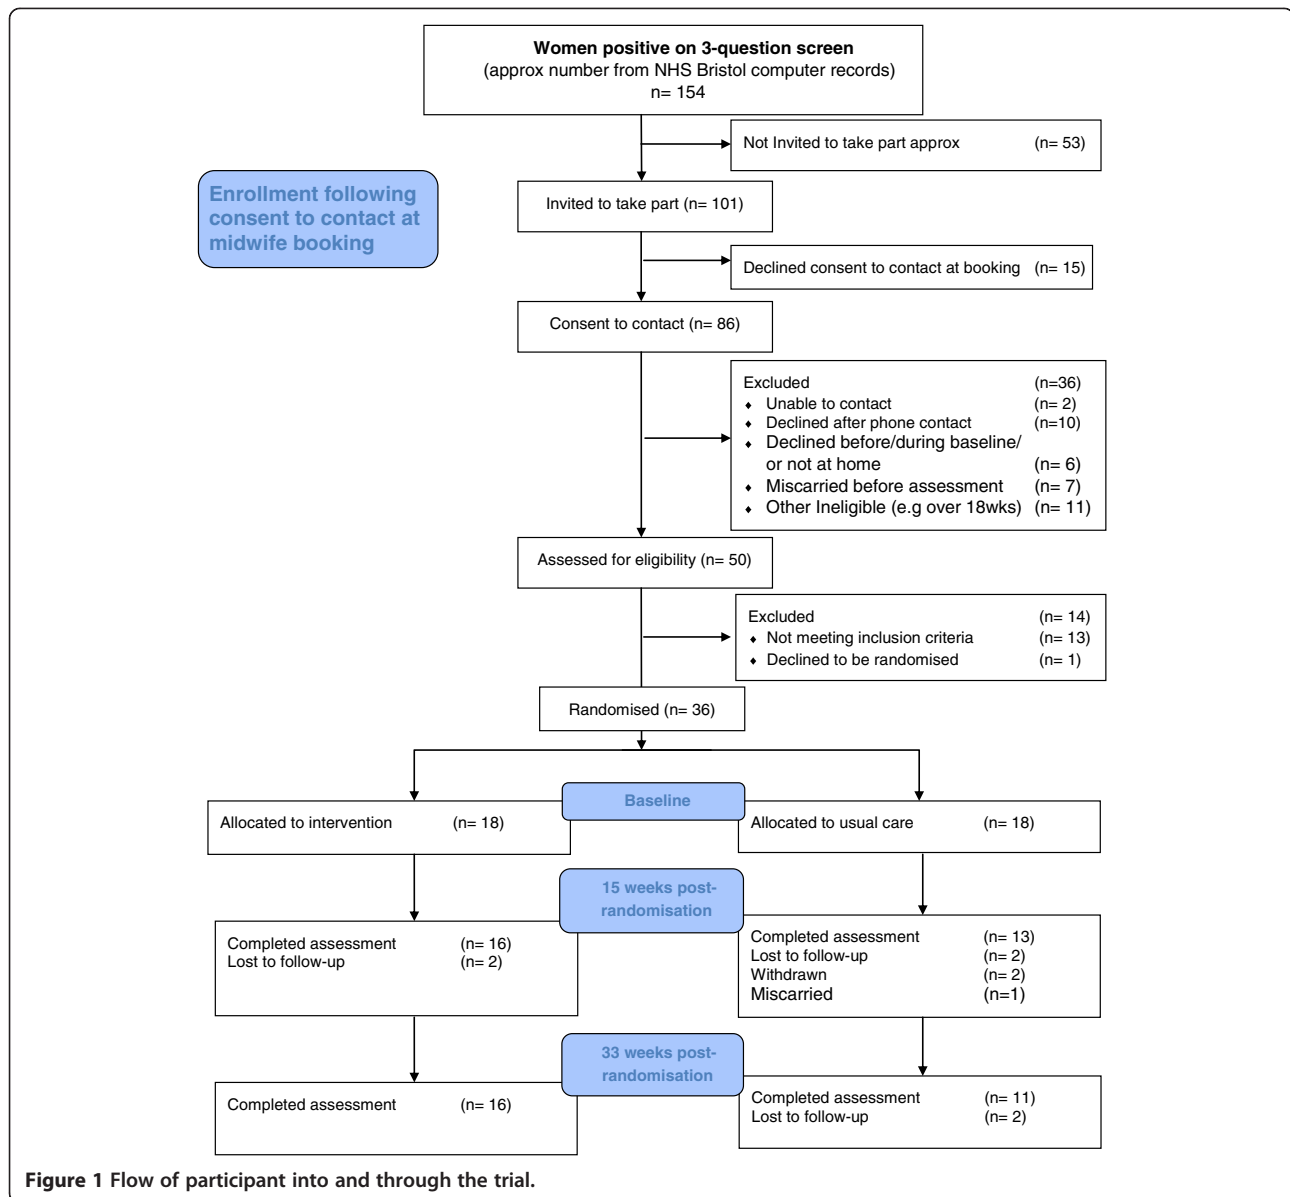 Women positive on 3-question screen
(approx number from NHS Bristol computer records)
n= 154
Not Invited to take part approx (n= 53)
Enrollment following
consent to contact at
midwife booking
Invited to take part (n= 101)
Declined consent to contact at booking (n= 15)
Consent to contact (n= 86)
Excluded (n=36)
♦ Unable to contact (n= 2)
♦ Declined after phone contact (n=10)
♦ Declined before/during baseline/
or not at home (n= 6)
♦ Miscarried before assessment (n= 7)
♦ Other Ineligible (e.g over 18wks) (n= 11)
Assessed for eligibility (n= 50)
Excluded (n= 14)
♦ Not meeting inclusion criteria (n= 13)
♦ Declined to be randomised (n= 1)
Randomised (n= 36)
Baseline
Allocated to intervention (n= 18)
Allocated to usual care (n= 18)
15 weeks post-
randomisation
Completed assessment (n= 16)
Lost to follow-up (n= 2)
Completed assessment (n= 13)
Lost to follow-up (n= 2)
Withdrawn (n= 2)
Miscarried (n=1)
33 weeks post-
randomisation
Completed assessment (n= 16)
Completed assessment (n= 11)
Lost to follow-up (n= 2)
Figure 1 Flow of participant into and through the trial.